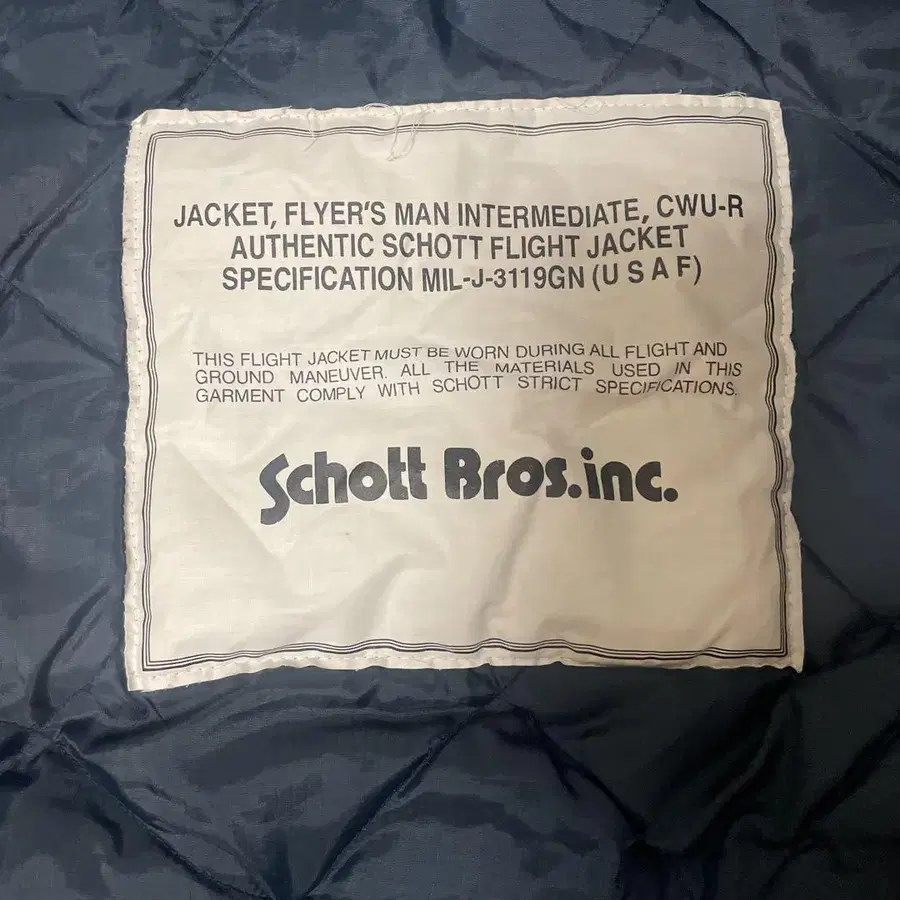 JACKET, FLYER'S MAN INTERMEDIATE, CWU-R
AUTHENTIC SCHOTT FLIGHT JACKET
SPECIFICATION MIL-J-3119GN (U S A F)
THIS FLIGHT JACKET MUST BE WORN DURING ALL FLIGHT AND
GROUND MANEUVER. ALL THE MATERIALS USED IN THIS
GARMENT COMPLY WITH SCHOTT STRICT SPECIFICATIONS.
Schott Bros.inc.